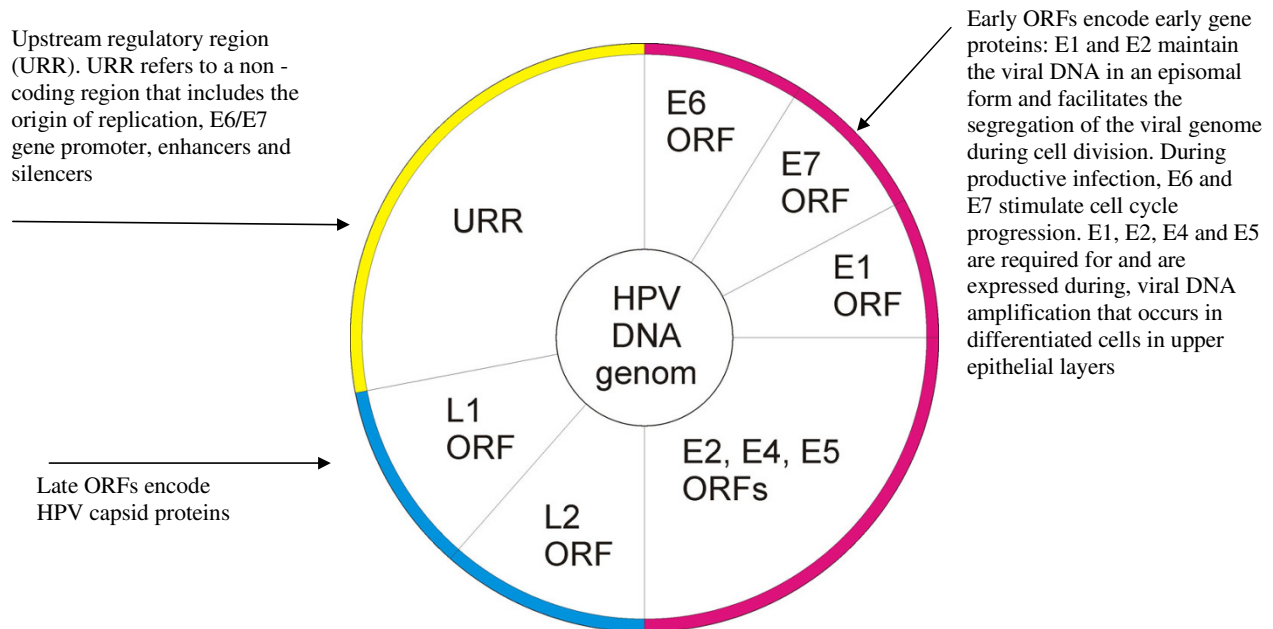 Upstream regulatory region
(URR). URR refers to a non -
coding region that includes the
origin of replication, E6/E7
gene promoter, enhancers and
silencers
Late ORFs encode
HPV capsid proteins
URR
E6
ORF
E7
ORF
E1
ORF
HPV
DNA
genom
L1
ORF
L2
ORF
E2, E4, E5
ORFs
Early ORFs encode early gene
proteins: E1 and E2 maintain
the viral DNA in an episomal
form and facilitates the
segregation of the viral genome
during cell division. During
productive infection, E6 and
E7 stimulate cell cycle
progression. E1, E2, E4 and E5
are required for and are
expressed during, viral DNA
amplification that occurs in
differentiated cells in upper
epithelial layers